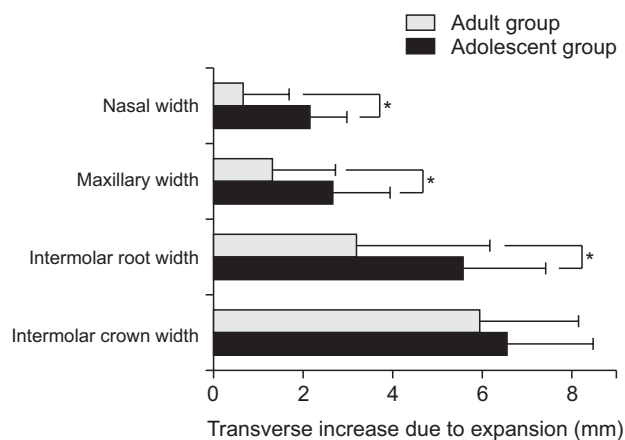 Adult group
Adolescent group
Nasal width
*
Maxillary width
*
Intermolar root width
*
Intermolar crown width
0 2 4 6 8
Transverse increase due to expansion (mm)